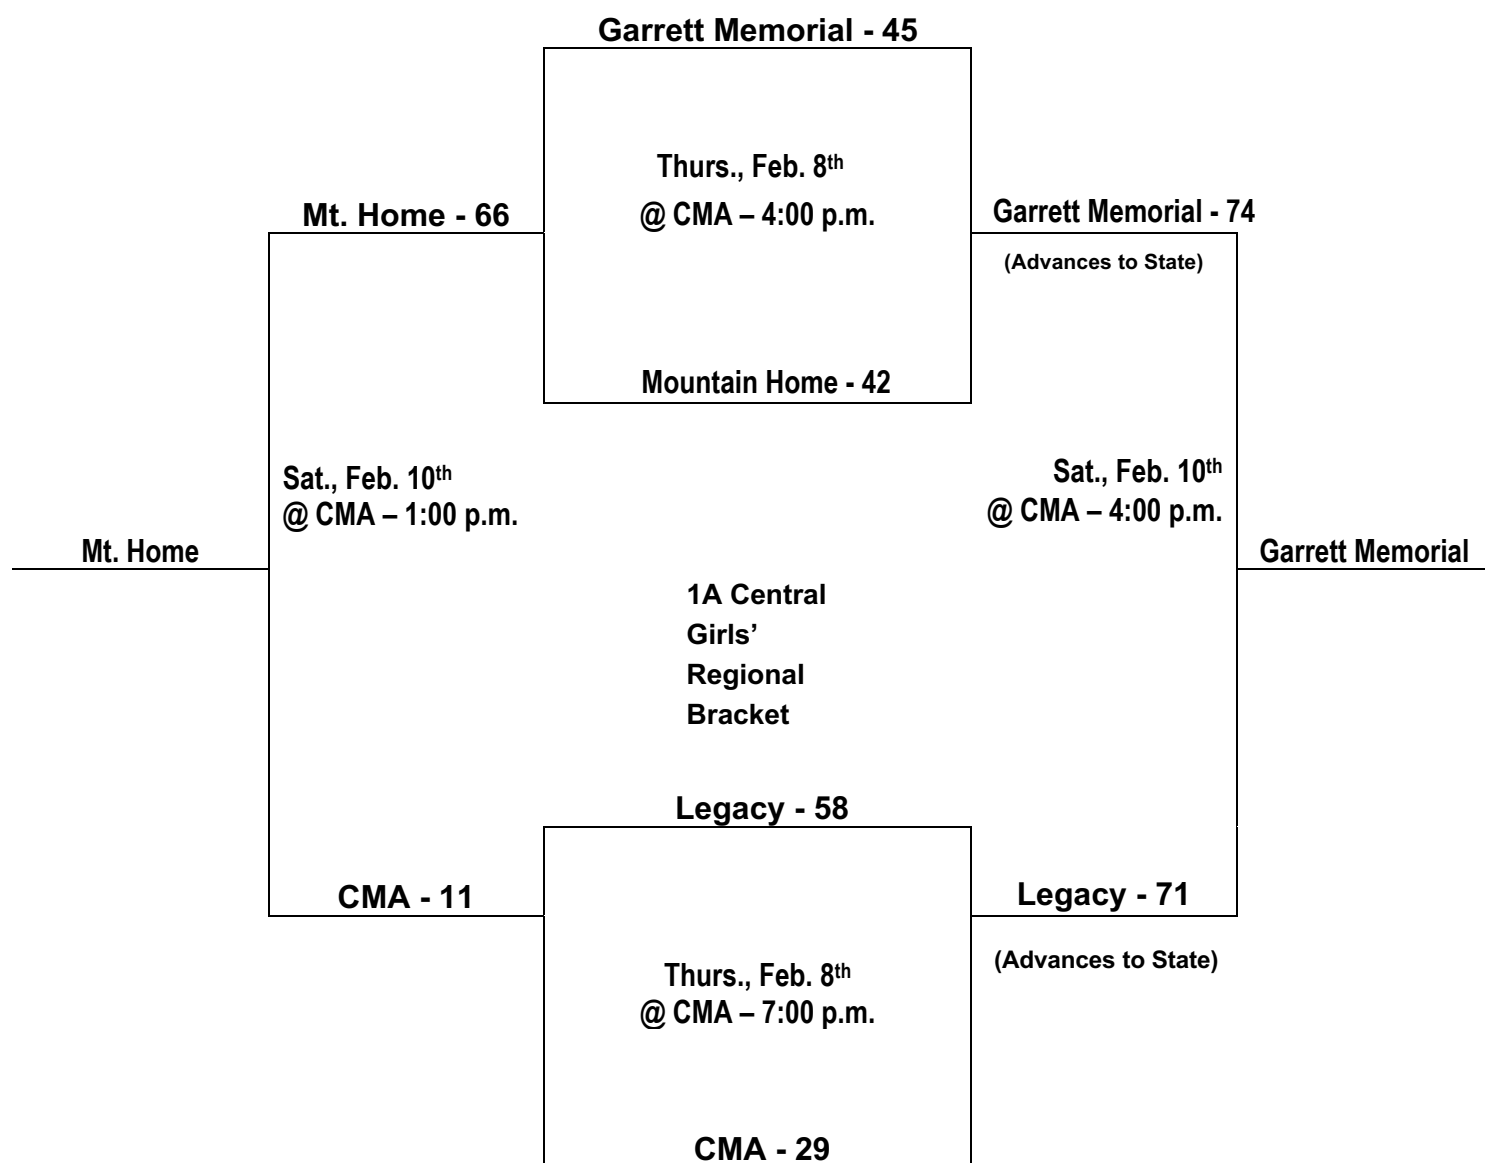 Garrett Memorial - 45
Thurs., Feb. 8th
@ CMA – 4:00 p.m.
Mt. Home - 66
Garrett Memorial - 74
(Advances to State)
Mountain Home - 42
Sat., Feb. 10th
@ CMA – 1:00 p.m.
Sat., Feb. 10th
@ CMA – 4:00 p.m.
Mt. Home
Garrett Memorial
1A Central
Girls’
Regional
Bracket
Legacy - 58
CMA - 11
Legacy - 71
(Advances to State)
Thurs., Feb. 8th
@ CMA – 7:00 p.m.
CMA - 29